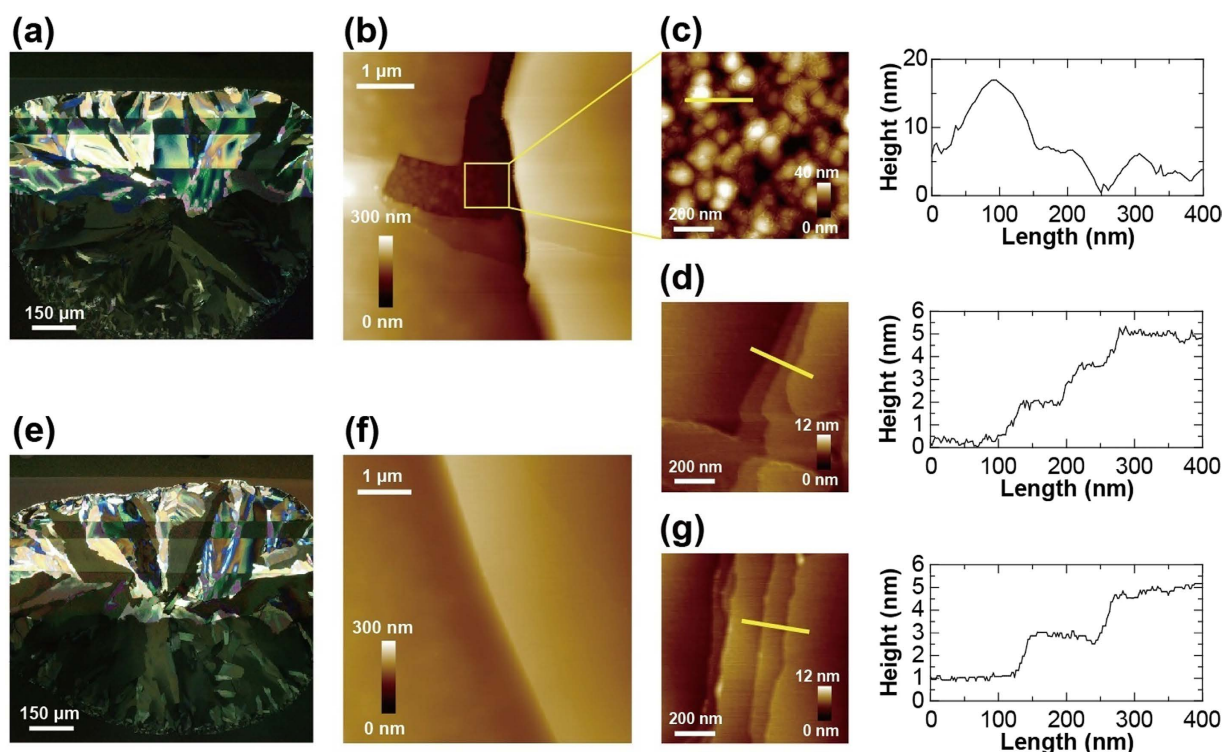 (a)
150 µm
(b)
1 µm
300 nm
0 nm
(c)
40 nm
200 nm
0 nm
Height (nm)
20
10
0
0 100 200 300 400
Length (nm)
(d)
12 nm
200 nm
0 nm
Height (nm)
6
5
4
3
2
1
0
0 100 200 300 400
Length (nm)
(e)
150 µm
(f)
1 µm
300 nm
0 nm
(g)
12 nm
200 nm
0 nm
Height (nm)
6
5
4
3
2
1
0
0 100 200 300 400
Length (nm)